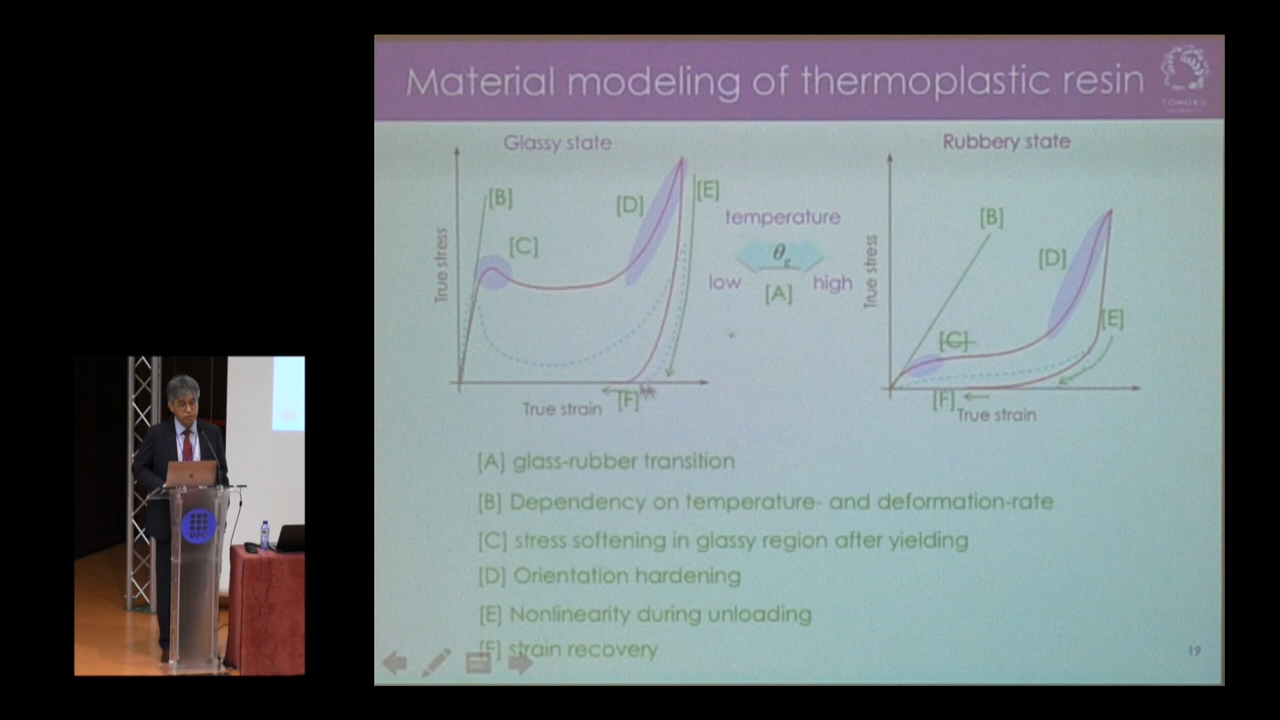 Material modeling of thermoplastic resin
TOHOKU
Glassy state
Rubbery state
[B]
[C]
[D]
[E]
True stress
True strain
[F]
temperature
θg
low
[A]
high
[B]
[C]
[D]
[E]
True stress
[F]
True strain
[A] glass-rubber transition
[B] Dependency on temperature- and deformation-rate
[C] stress softening in glassy region after yielding
[D] Orientation hardening
[E] Nonlinearity during unloading
[F] strain recovery
19
UPC